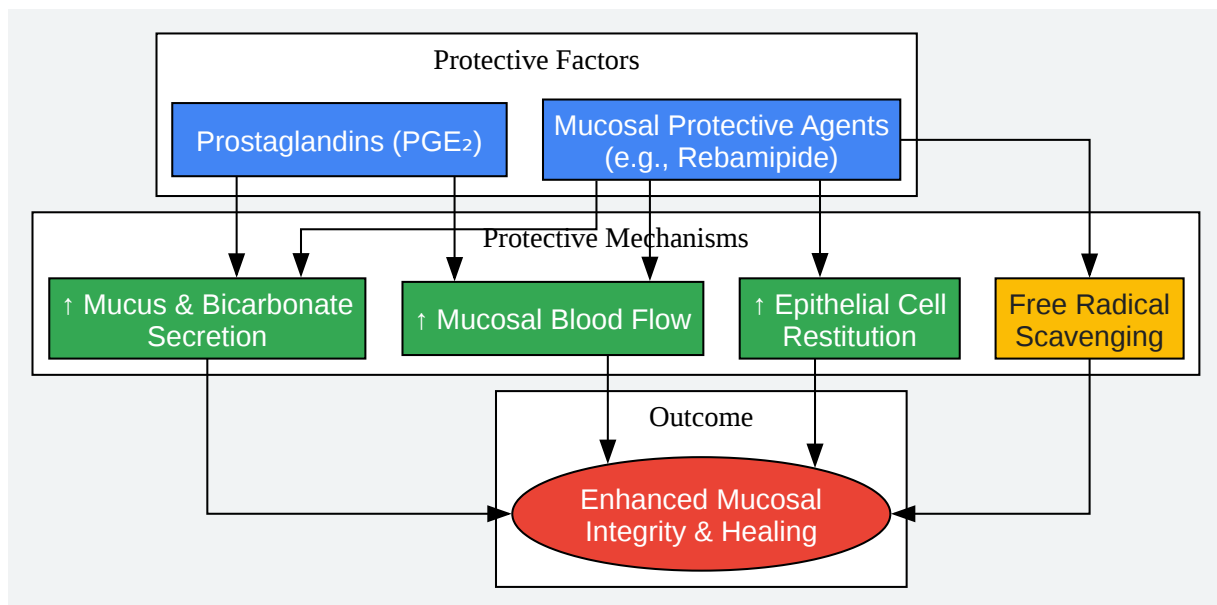 Protective Factors
Prostaglandins (PGE₂)
Mucosal Protective Agents
(e.g., Rebamipide)
Protective Mechanisms
↑ Mucus & Bicarbonate
Secretion
↑ Mucosal Blood Flow
↑ Epithelial Cell
Restitution
Free Radical
Scavenging
Outcome
Enhanced Mucosal
Integrity & Healing